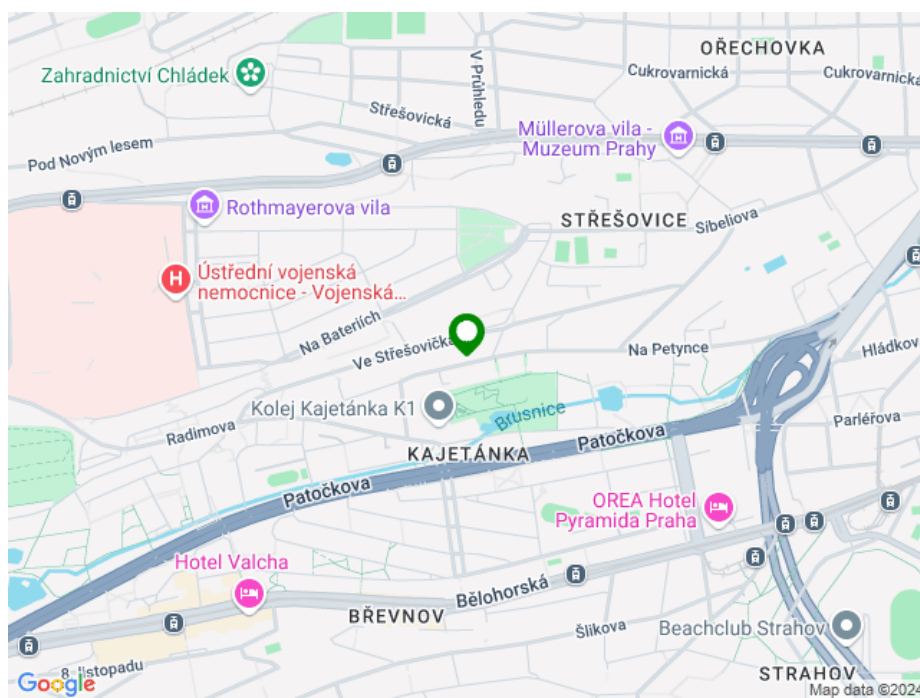 OŘECHOVKA
Zahradnictví Chládek
Cukrovarnická
Cukrovarnická
V Průhledu
Střešovická
Müllerova vila -
Muzeum Prahy
Pod Novým lesem
Rothmayerova vila
STŘEŠOVICE
Sibeliova
H
Ústřední vojenská
nemocnice - Vojenská...
Na Bateriích
Ve Střešovičká
Na Petynce
Hládkov
Kolej Kajetánka K1
Brusnice
Radimova
Parléřova
KAJETÁNKA
Patočkova
Patočkova
OREA Hotel
Pyramida Praha
Hotel Valcha
Bělohorská
BŘEVNOV
Šlikova
Beachclub Strahov
8. listopadu
STRAHOV
Google
Map data ©2024